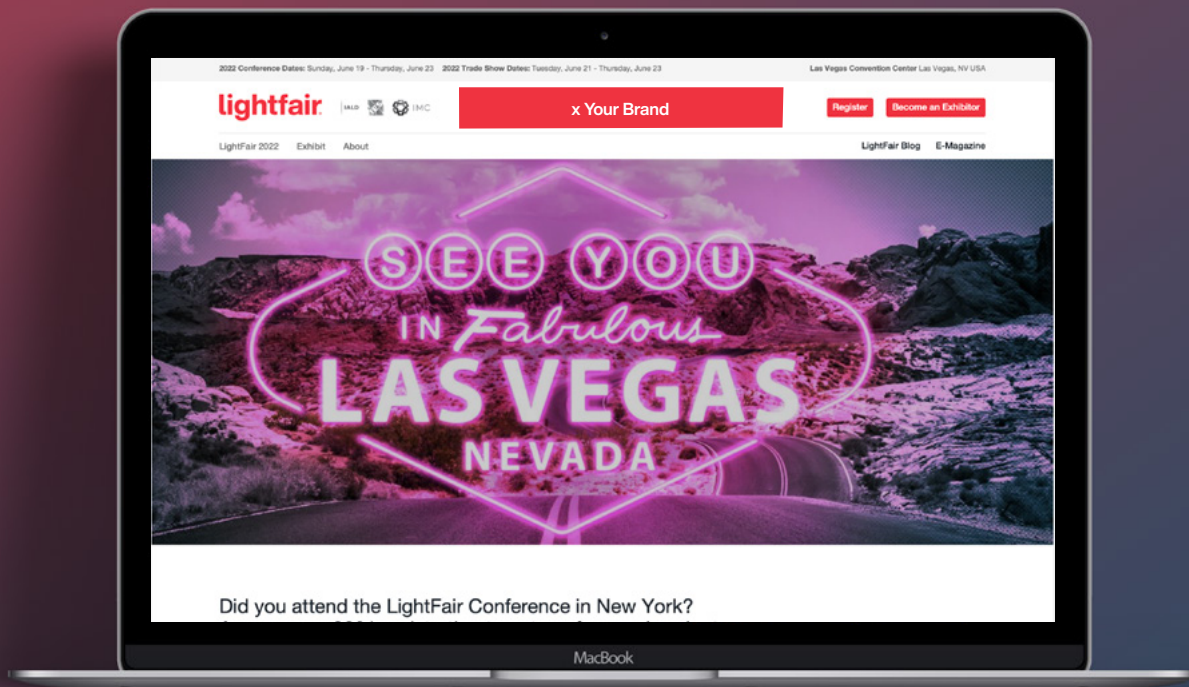 2022 Conference Dates: Sunday, June 19 - Thursday, June 23 2022 Trade Show Dates: Tuesday, June 21 - Thursday, June 23 Las Vegas Convention Center Las Vegas, NV USA
lightfair. IALD IMC x Your Brand Register Become an Exhibitor
LightFair 2022 Exhibit About LightFair Blog E-Magazine
SEE YOU
IN Fabulous
LAS VEGAS
NEVADA
Did you attend the LightFair Conference in New York?
MacBook